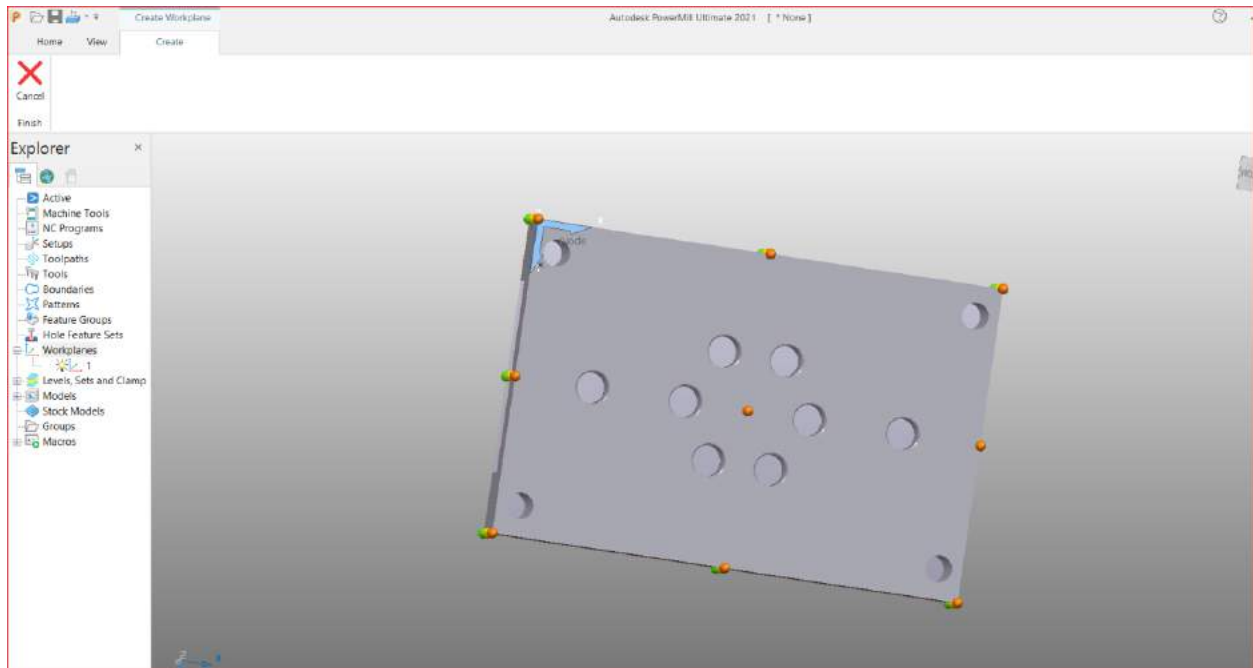 Create Workplane
Autodesk PowerMill Ultimate 2021 [ * None ]
Home View Create
Cancel
Finish
Explorer
Active
Machine Tools
NC Programs
Setups
Toolpaths
Tools
Boundaries
Patterns
Feature Groups
Hole Feature Sets
Workplanes
1
Levels, Sets and Clamp
Models
Stock Models
Groups
Macros